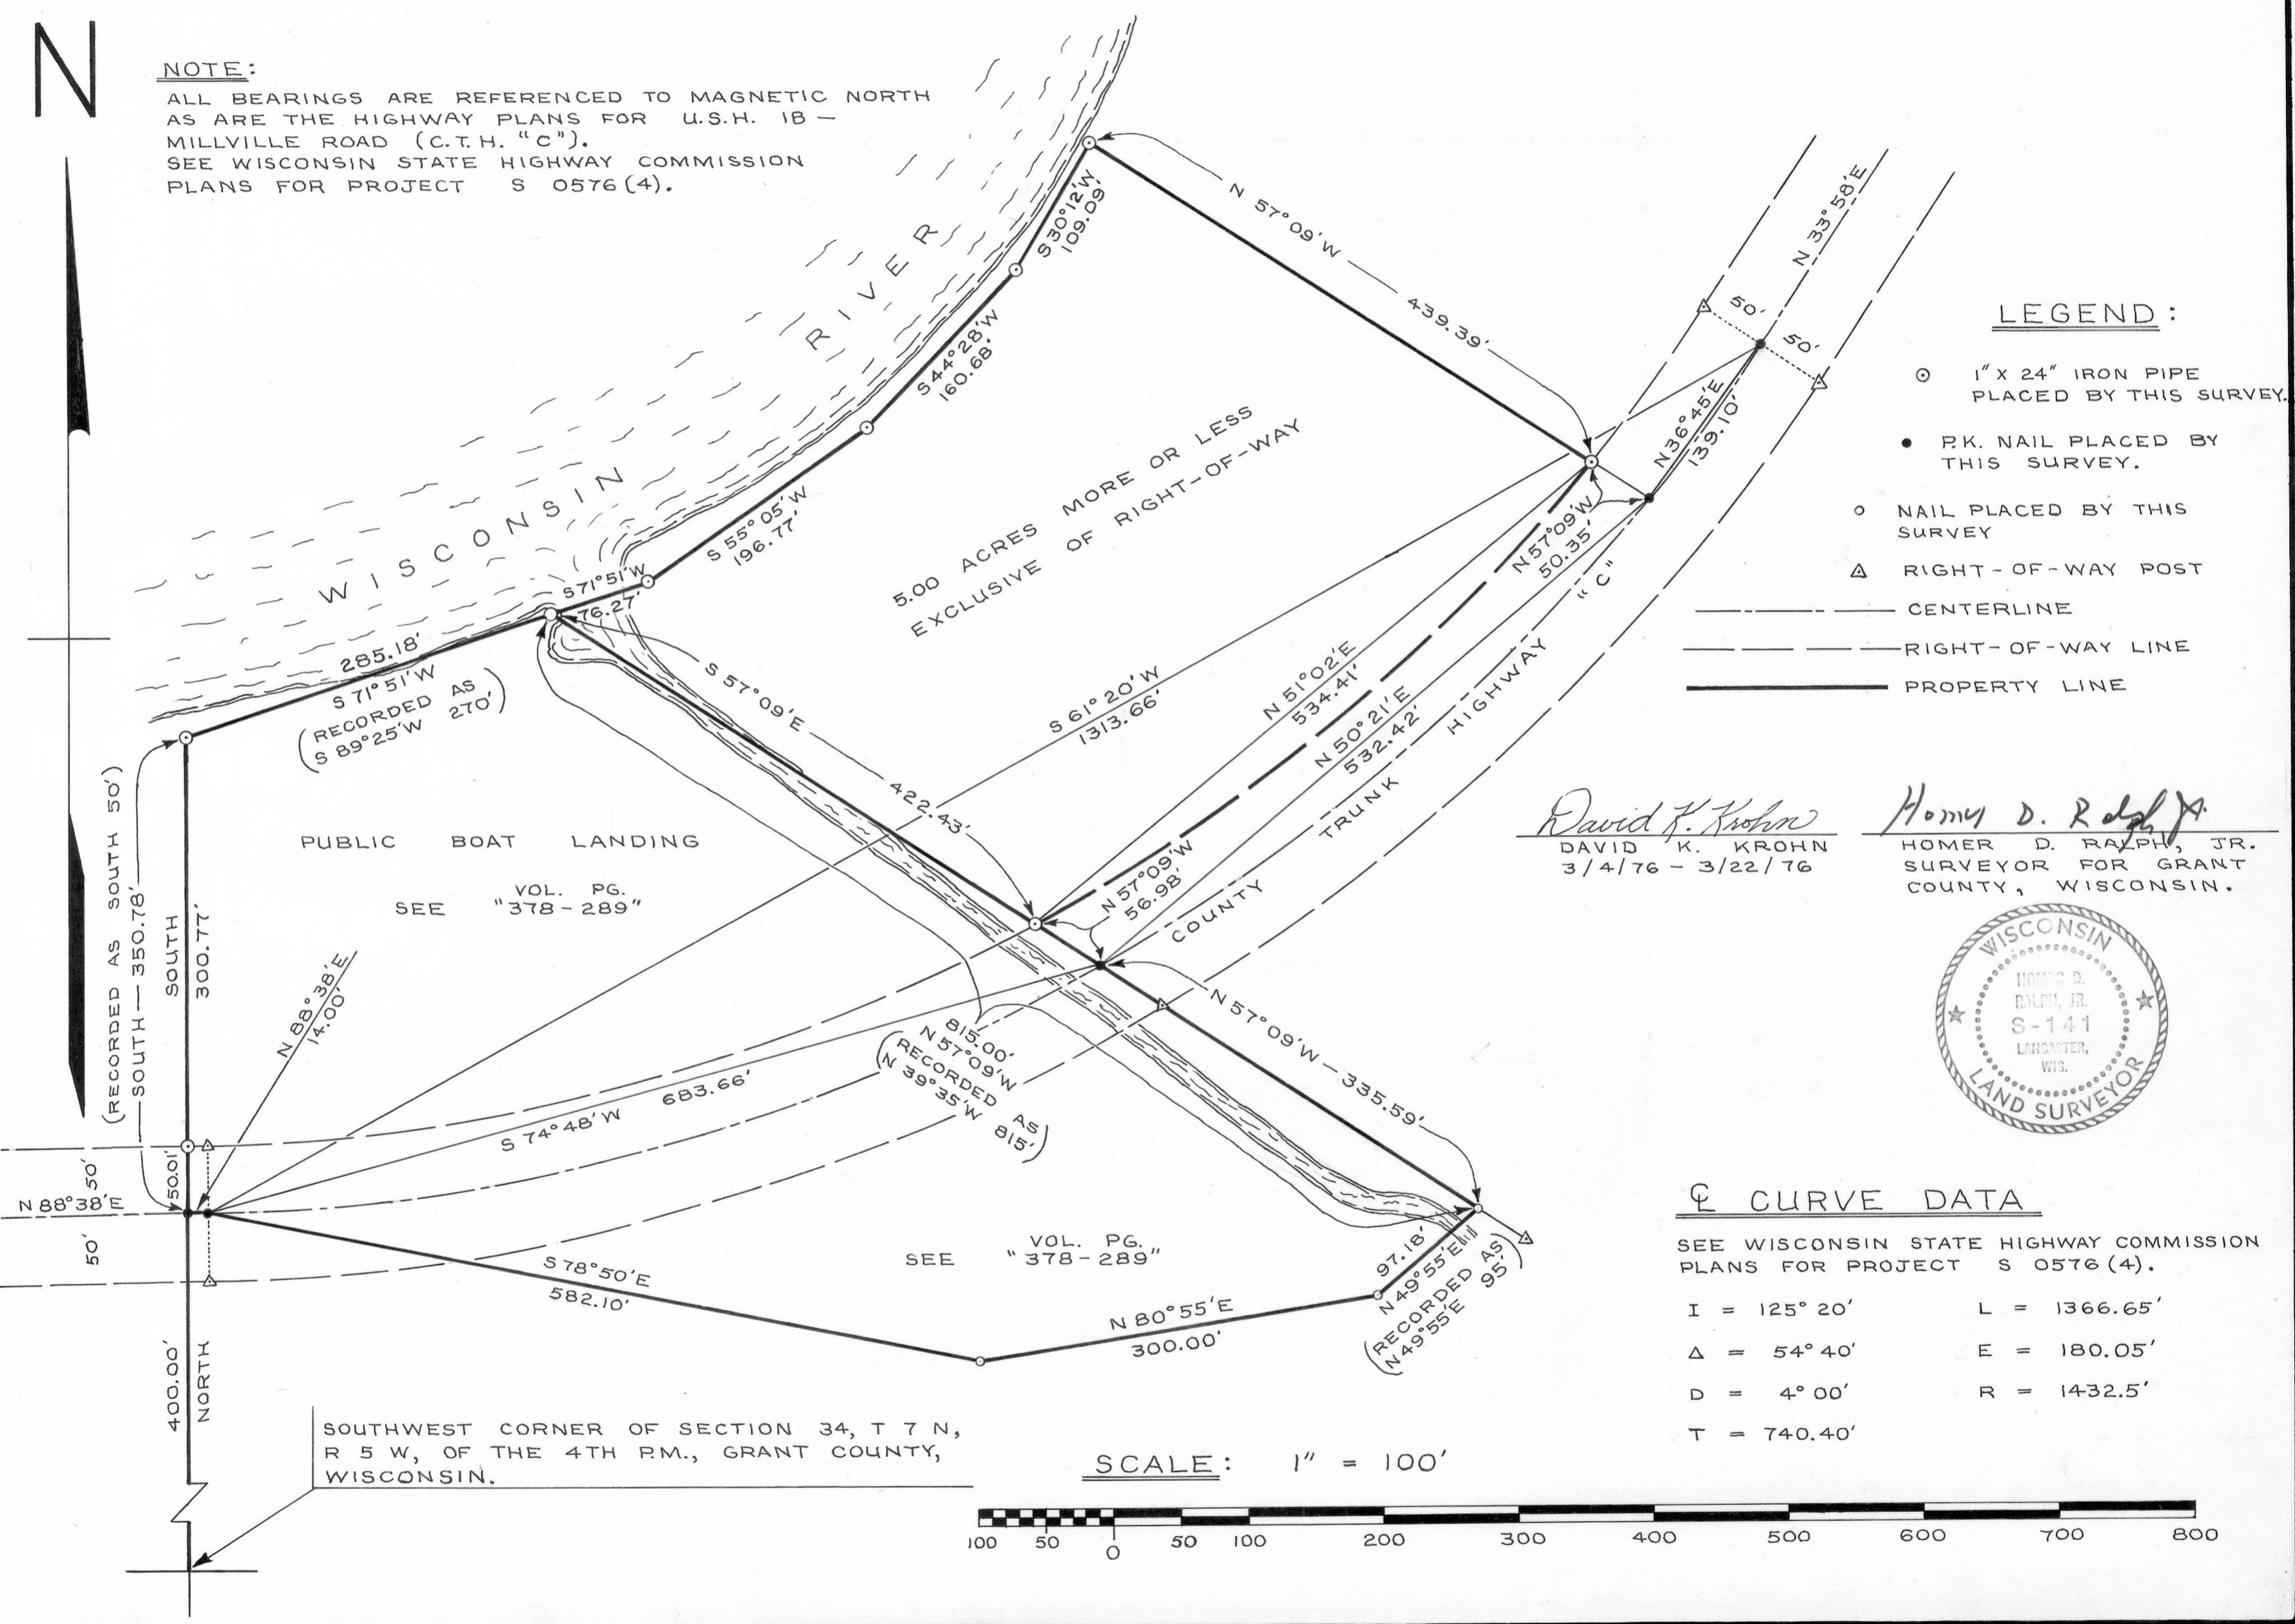 N
NOTE:
ALL BEARINGS ARE REFERENCED TO MAGNETIC NORTH
AS ARE THE HIGHWAY PLANS FOR U.S.H. 18 –
MILLVILLE ROAD (C.T.H. "C").
SEE WISCONSIN STATE HIGHWAY COMMISSION
PLANS FOR PROJECT S 0576(4).
WISCONSIN RIVER
S 30°12'W
109.09'
S 44°28'W
160.68'
S 55°05'W
196.77'
S 71°51'W
76.27'
285.18'
S 71°51'W
(RECORDED AS
S 89°25'W 270')
N 57°09'W
439.39'
N 33°58'E
50'
50'
N 36°45'E
139.10'
N 57°09'W
50.35'
5.00 ACRES MORE OR LESS
EXCLUSIVE OF RIGHT-OF-WAY
S 57°09'E
422.43'
S 61°20'W
1313.66'
N 51°02'E
534.41'
N 50°21'E
532.42'
COUNTY TRUNK HIGHWAY "C"
N 57°09'W
56.98'
N 57°09'W – 335.59'
815.00'
N 57°09'W
(RECORDED AS
N 39°35'W 815')
S 74°48'W 683.66'
PUBLIC BOAT LANDING
VOL. PG.
SEE "378-289"
(RECORDED AS SOUTH 50')
SOUTH – 350.78'
SOUTH
300.77'
N 88°38'E
14.00'
50.01'
50'
N 88°38'E
50'
S 78°50'E
582.10'
VOL. PG.
SEE "378-289"
N 80°55'E
300.00'
97.18'
N 49°55'E
(RECORDED AS
N 49°55'E 95')
400.00'
NORTH
SOUTHWEST CORNER OF SECTION 34, T 7 N,
R 5 W, OF THE 4TH P.M., GRANT COUNTY,
WISCONSIN.
LEGEND:
1" X 24" IRON PIPE
PLACED BY THIS SURVEY.
P.K. NAIL PLACED BY
THIS SURVEY.
NAIL PLACED BY THIS
SURVEY
RIGHT-OF-WAY POST
CENTERLINE
RIGHT-OF-WAY LINE
PROPERTY LINE
David K. Krohn
DAVID K. KROHN
3/4/76 – 3/22/76
Homer D. Ralph, Jr.
HOMER D. RALPH, JR.
SURVEYOR FOR GRANT
COUNTY, WISCONSIN.
WISCONSIN
HOMER D.
RALPH, JR.
S-141
LANCASTER,
WIS.
LAND SURVEYOR
℄ CURVE DATA
SEE WISCONSIN STATE HIGHWAY COMMISSION
PLANS FOR PROJECT S 0576(4).
I = 125° 20' L = 1366.65'
Δ = 54° 40' E = 180.05'
D = 4° 00' R = 1432.5'
T = 740.40'
SCALE: 1" = 100'
100 50 0 50 100 200 300 400 500 600 700 800